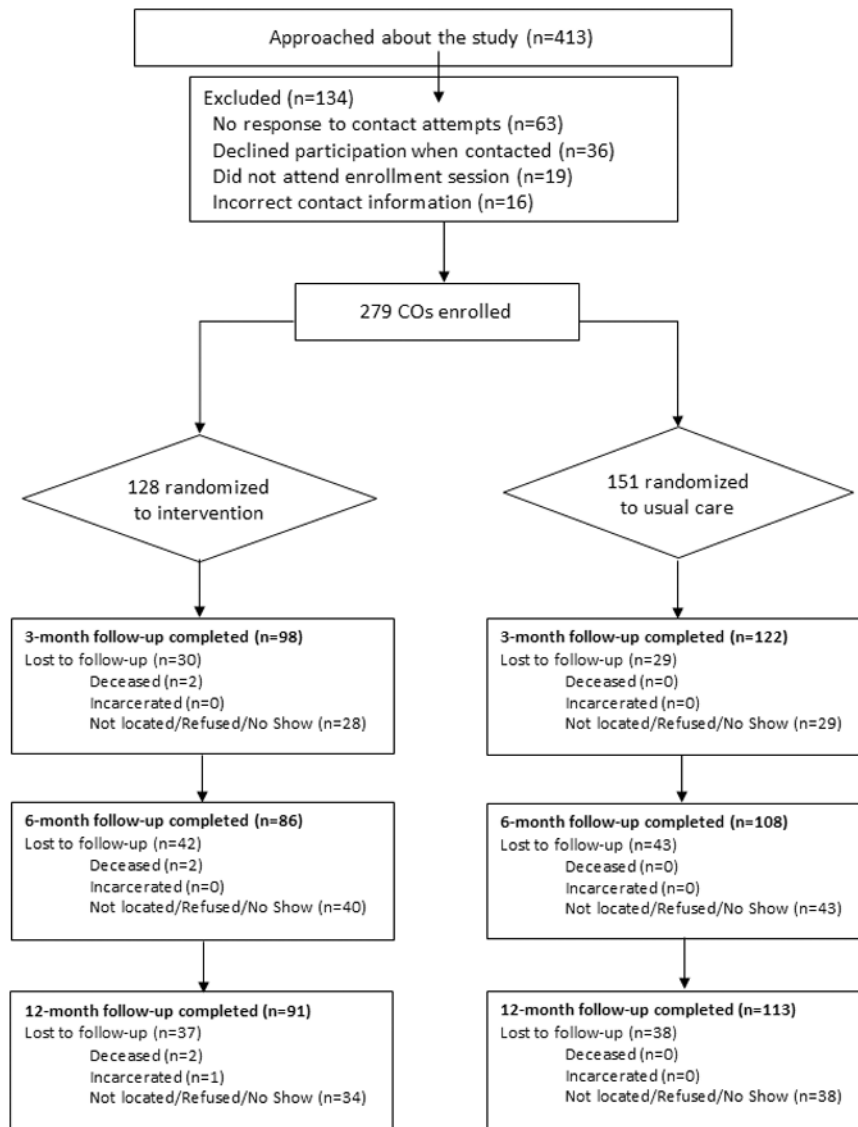 Approached about the study (n=413)
Excluded (n=134)
No response to contact attempts (n=63)
Declined participation when contacted (n=36)
Did not attend enrollment session (n=19)
Incorrect contact information (n=16)
279 COs enrolled
128 randomized
to intervention
151 randomized
to usual care
3-month follow-up completed (n=98)
Lost to follow-up (n=30)
Deceased (n=2)
Incarcerated (n=0)
Not located/Refused/No Show (n=28)
3-month follow-up completed (n=122)
Lost to follow-up (n=29)
Deceased (n=0)
Incarcerated (n=0)
Not located/Refused/No Show (n=29)
6-month follow-up completed (n=86)
Lost to follow-up (n=42)
Deceased (n=2)
Incarcerated (n=0)
Not located/Refused/No Show (n=40)
6-month follow-up completed (n=108)
Lost to follow-up (n=43)
Deceased (n=0)
Incarcerated (n=0)
Not located/Refused/No Show (n=43)
12-month follow-up completed (n=91)
Lost to follow-up (n=37)
Deceased (n=2)
Incarcerated (n=1)
Not located/Refused/No Show (n=34)
12-month follow-up completed (n=113)
Lost to follow-up (n=38)
Deceased (n=0)
Incarcerated (n=0)
Not located/Refused/No Show (n=38)